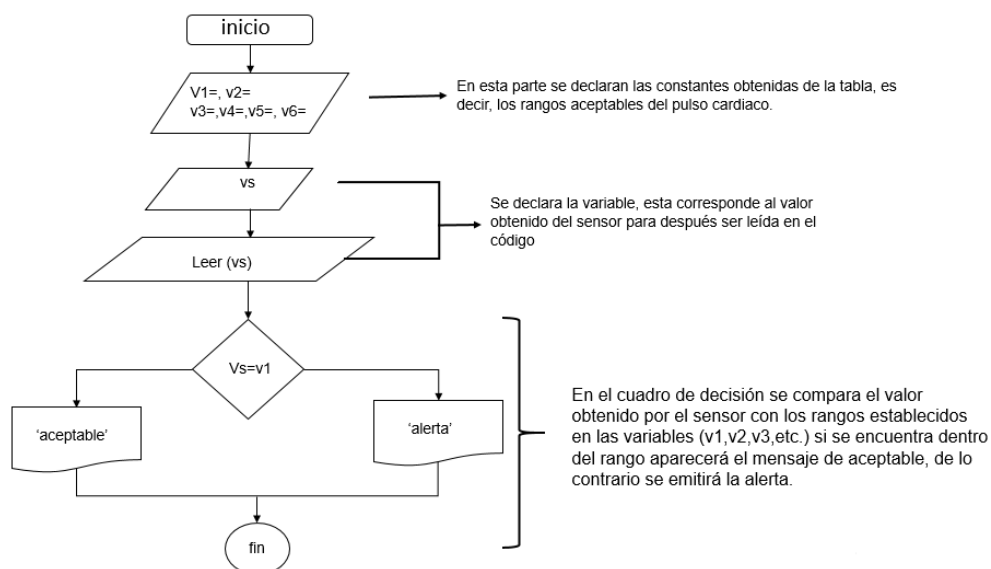 inicio
V1=, v2=
v3=,v4=,v5=, v6=
En esta parte se declaran las constantes obtenidas de la tabla, es
decir, los rangos aceptables del pulso cardiaco.
vs
Leer (vs)
Se declara la variable, esta corresponde al valor
obtenido del sensor para después ser leída en el
código
Vs=v1
‘aceptable’
‘alerta’
En el cuadro de decisión se compara el valor
obtenido por el sensor con los rangos establecidos
en las variables (v1,v2,v3,etc.) si se encuentra dentro
del rango aparecerá el mensaje de aceptable, de lo
contrario se emitirá la alerta.
fin